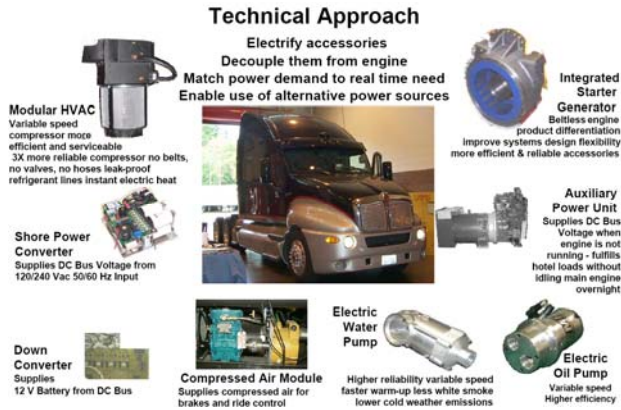 Technical Approach
Electrify accessories
Decouple them from engine
Match power demand to real time need
Enable use of alternative power sources
Modular HVAC
Variable speed
compressor more
efficient and serviceable
3X more reliable compressor no belts,
no valves, no hoses leak-proof
refrigerant lines instant electric heat
Shore Power
Converter
Supplies DC Bus Voltage from
120/240 Vac 50/60 Hz Input
Down
Converter
Supplies
12 V Battery from DC Bus
Compressed Air Module
Supplies compressed air for
brakes and ride control
Electric
Water
Pump
Higher reliability variable speed
faster warm-up less white smoke
lower cold weather emissions
Electric
Oil Pump
Variable speed
Higher efficiency
Auxiliary
Power Unit
Supplies DC Bus
Voltage when
engine is not
running - fulfills
hotel loads without
idling main engine
overnight
Integrated
Starter
Generator
Beltless engine
product differentiation
improve systems design flexibility
more efficient & reliable accessories